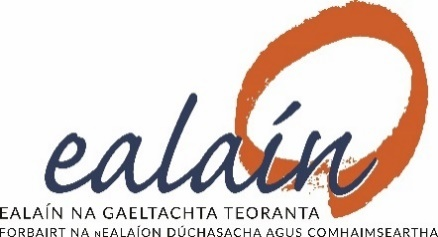 ealaín
EALAÍN NA GAELTACHTA TEORANTA
FORBAIRT NA nEALAÍON DÚCHASACHA AGUS COMHAIMSEARTHA